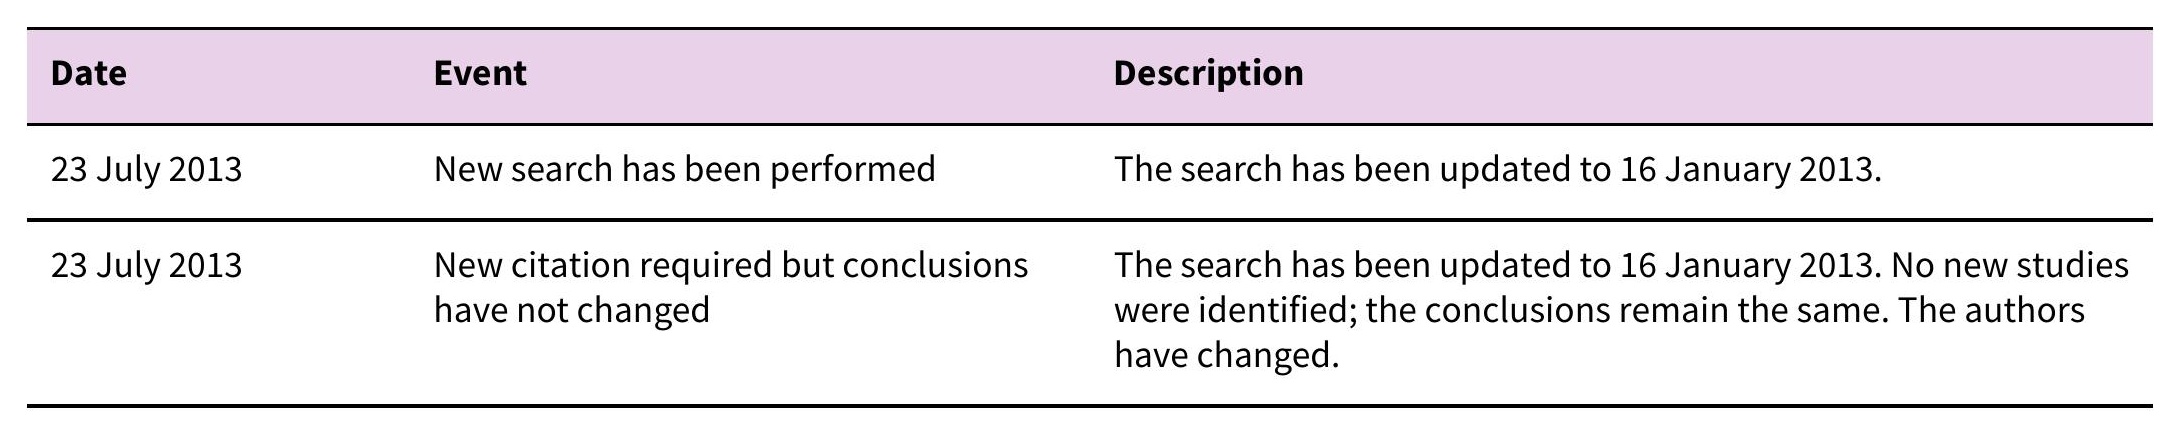 Date Event Description
23 July 2013 New search has been performed The search has been updated to 16 January 2013.
23 July 2013 New citation required but conclusions The search has been updated to 16 January 2013. No new studies
have not changed were identified; the conclusions remain the same. The authors
have changed.